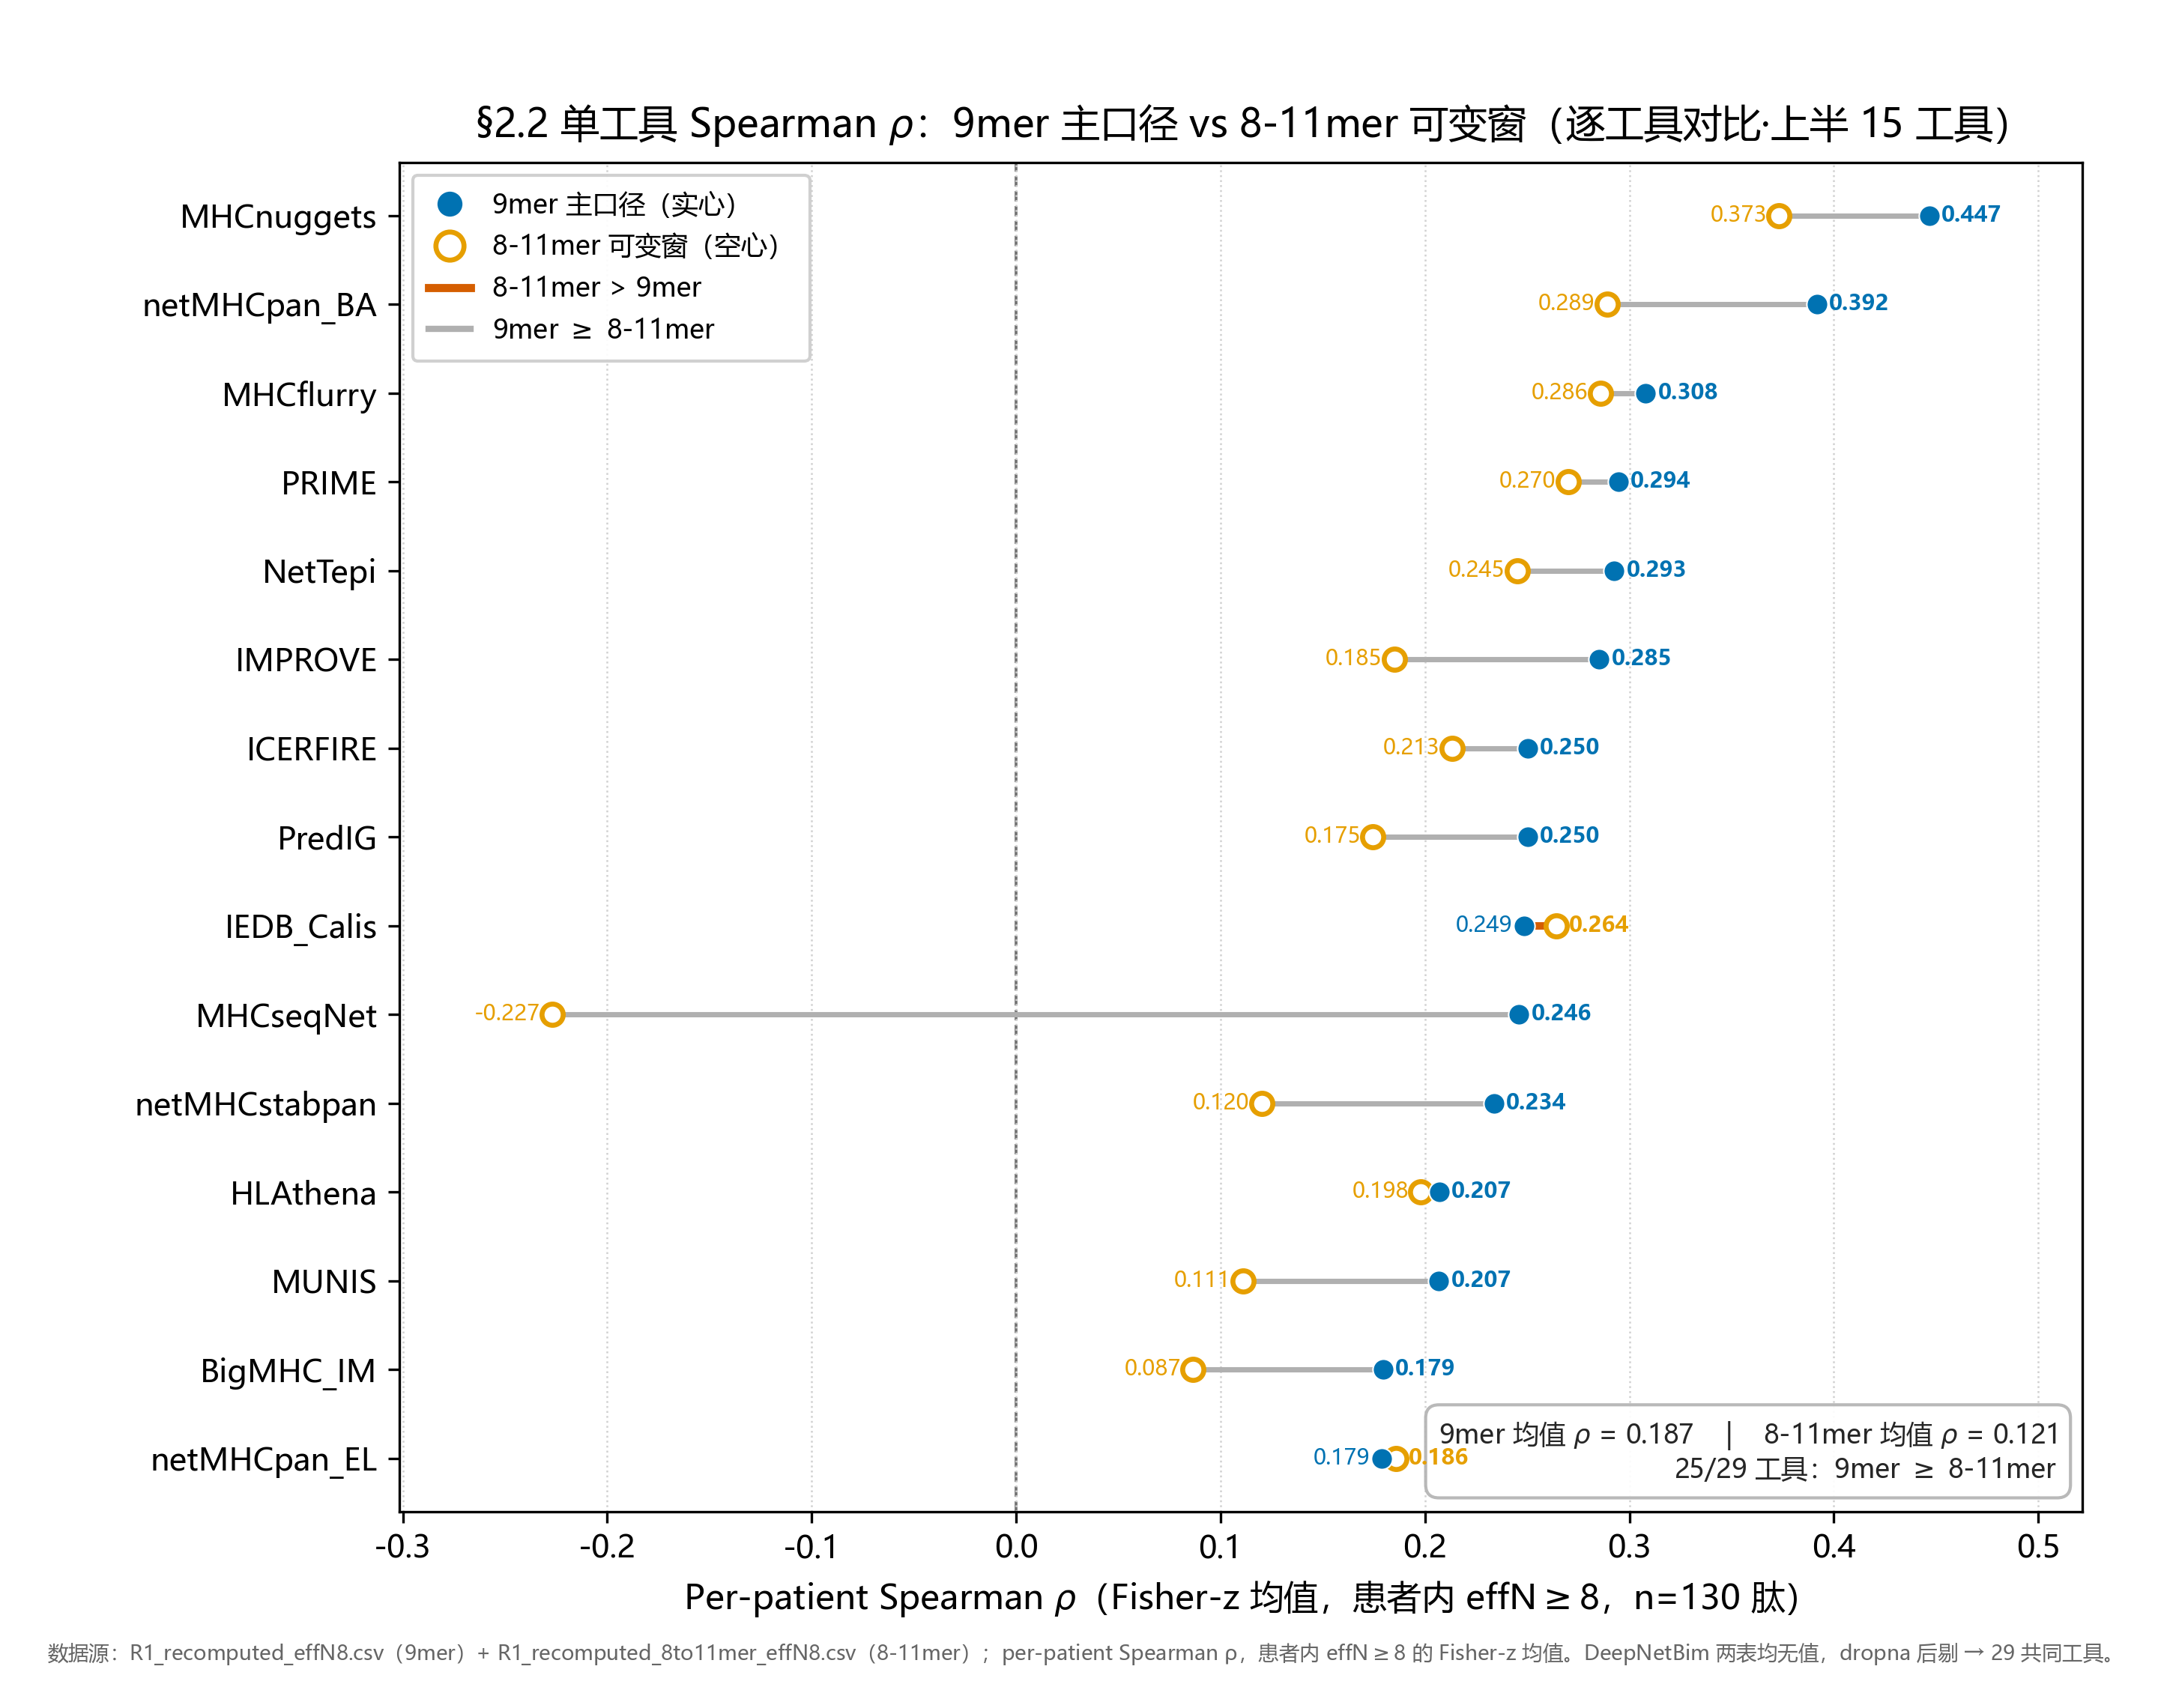 §2.2 单工具 Spearman ρ：9mer 主口径 vs 8-11mer 可变窗（逐工具对比·上半 15 工具）
9mer 主口径（实心）
8-11mer 可变窗（空心）
8-11mer > 9mer
9mer ≥ 8-11mer
MHCnuggets 0.373 0.447
netMHCpan_BA 0.289 0.392
MHCflurry 0.286 0.308
PRIME 0.270 0.294
NetTepi 0.245 0.293
IMPROVE 0.185 0.285
ICERFIRE 0.213 0.250
PredIG 0.175 0.250
IEDB_Calis 0.249 0.264
MHCseqNet -0.227 0.246
netMHCstabpan 0.120 0.234
HLAthena 0.198 0.207
MUNIS 0.111 0.207
BigMHC_IM 0.087 0.179
netMHCpan_EL 0.179 0.186
9mer 均值 ρ = 0.187 | 8-11mer 均值 ρ = 0.121
25/29 工具：9mer ≥ 8-11mer
-0.3 -0.2 -0.1 0.0 0.1 0.2 0.3 0.4 0.5
Per-patient Spearman ρ（Fisher-z 均值，患者内 effN ≥ 8，n=130 肽）
数据源：R1_recomputed_effN8.csv（9mer）+ R1_recomputed_8to11mer_effN8.csv（8-11mer）；per-patient Spearman ρ，患者内 effN ≥ 8 的 Fisher-z 均值。DeepNetBim 两表均无值，dropna 后剔 → 29 共同工具。